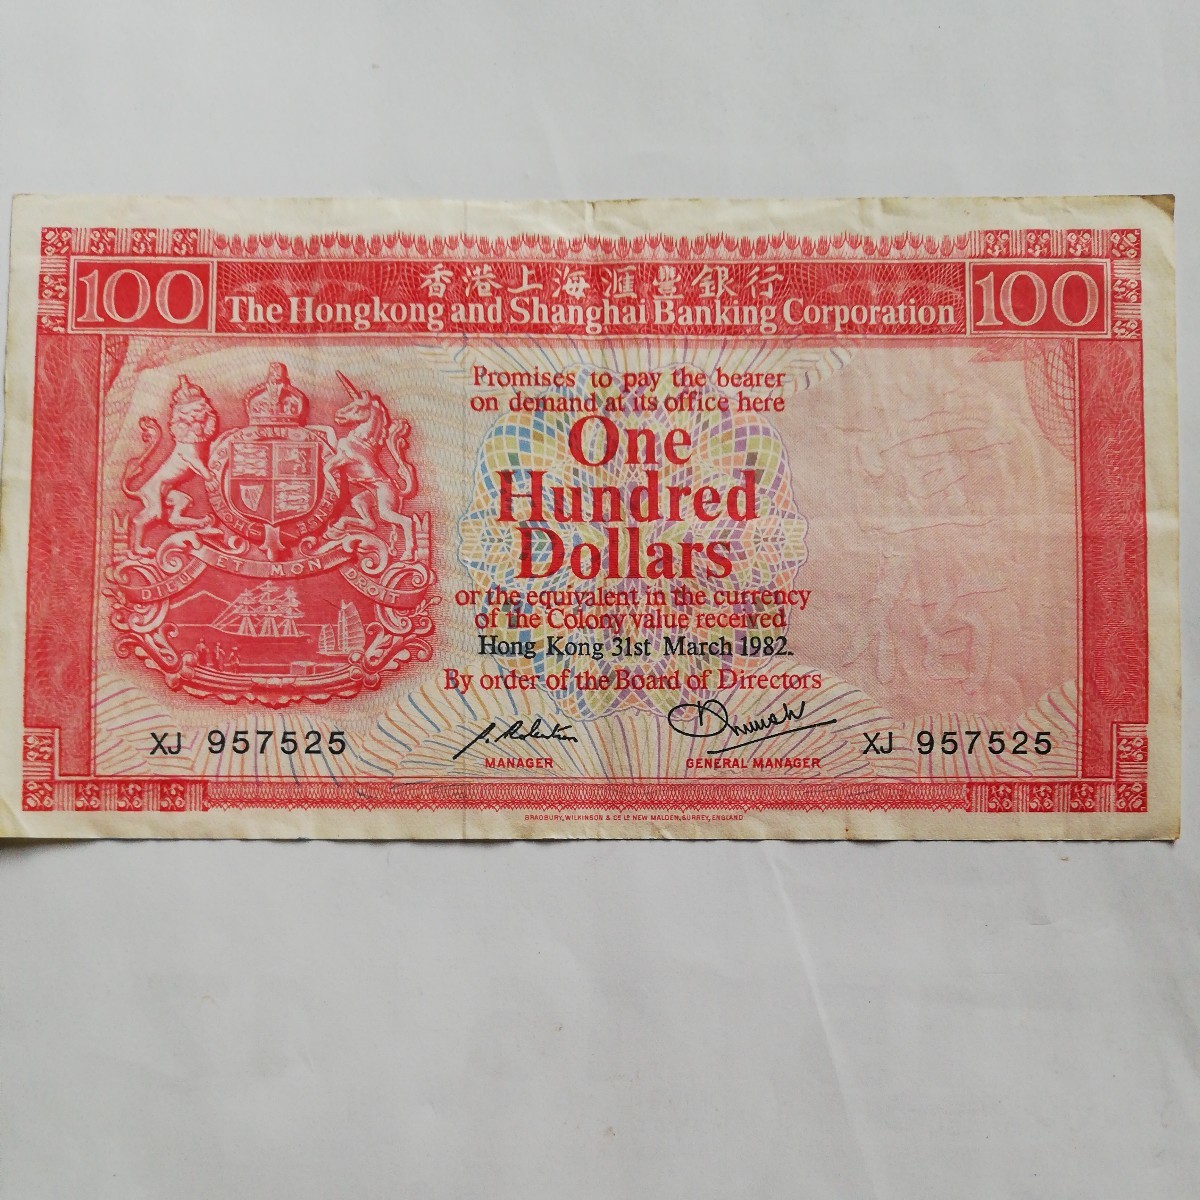 100
香港上海滙豐銀行
100
The Hongkong and Shanghai Banking Corporation
Promises to pay the bearer
on demand at its office here
One
Hundred
Dollars
or the equivalent in the currency
of the Colony value received
Hong Kong 31st March 1982.
By order of the Board of Directors
壹
佰
DIEU ET MON DROIT
XJ 957525
XJ 957525
MANAGER
GENERAL MANAGER
BRADBURY, WILKINSON & Co Ld NEW MALDEN, SURREY, ENGLAND